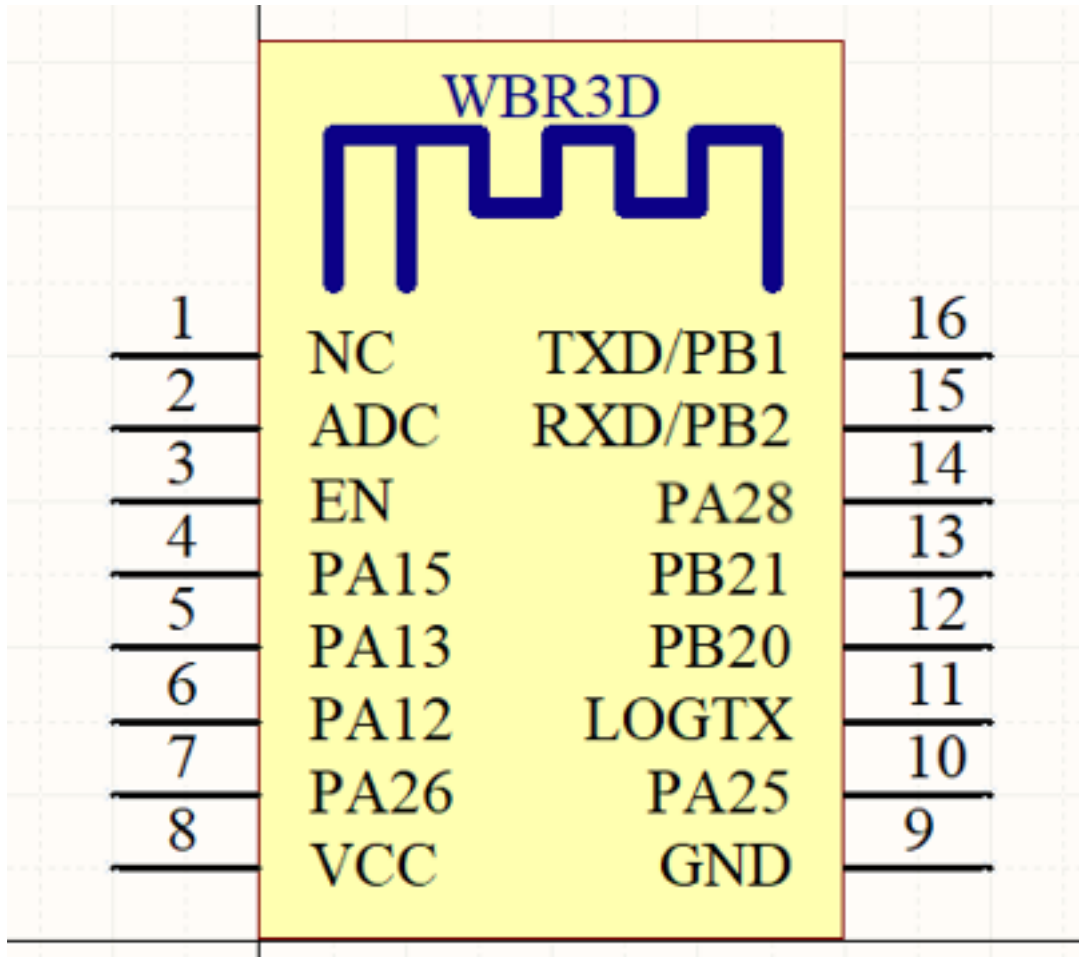 WBR3D
1 NC TXD/PB1 16
2 ADC RXD/PB2 15
3 EN PA28 14
4 PA15 PB21 13
5 PA13 PB20 12
6 PA12 LOGTX 11
7 PA26 PA25 10
8 VCC GND 9